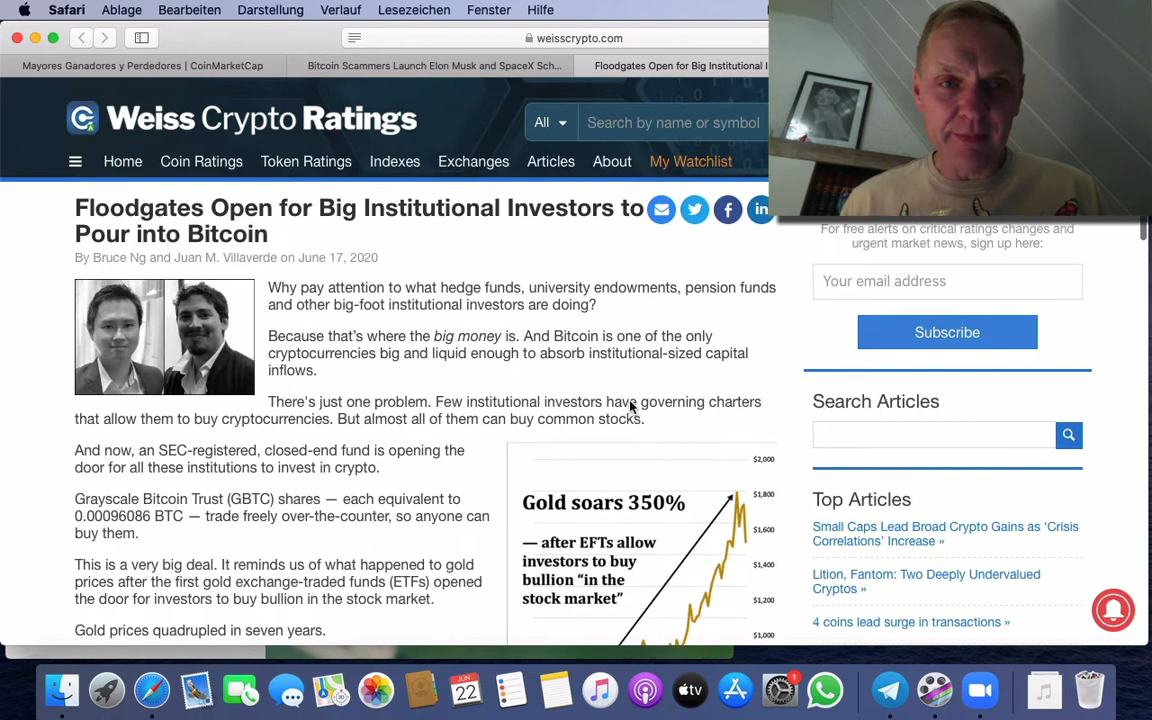 Safari Ablage Bearbeiten Darstellung Verlauf Lesezeichen Fenster Hilfe
weisscrypto.com
Mayores Ganadores y Perdedores | CoinMarketCap
Bitcoin Scammers Launch Elon Musk and SpaceX Sch...
Floodgates Open for Big Institutional I
Weiss Crypto Ratings
All
Search by name or symbol
Home Coin Ratings Token Ratings Indexes Exchanges Articles About My Watchlist
Floodgates Open for Big Institutional Investors to
Pour into Bitcoin
in
By Bruce Ng and Juan M. Villaverde on June 17, 2020
Why pay attention to what hedge funds, university endowments, pension funds
and other big-foot institutional investors are doing?
Because that's where the big money is. And Bitcoin is one of the only
cryptocurrencies big and liquid enough to absorb institutional-sized capital
inflows.
There's just one problem. Few institutional investors have governing charters
that allow them to buy cryptocurrencies. But almost all of them can buy common stocks.
And now, an SEC-registered, closed-end fund is opening the
door for all these institutions to invest in crypto.
Grayscale Bitcoin Trust (GBTC) shares — each equivalent to
0.00096086 BTC — trade freely over-the-counter, so anyone can
buy them.
This is a very big deal. It reminds us of what happened to gold
prices after the first gold exchange-traded funds (ETFs) opened
the door for investors to buy bullion in the stock market.
Gold prices quadrupled in seven years.
Gold soars 350%
— after EFTs allow
investors to buy
bullion "in the
stock market"
$2,000
$1,800
$1,600
$1,400
$1,200
$1,000
For free alerts on critical ratings changes and
urgent market news, sign up here:
Your email address
Subscribe
Search Articles
Top Articles
Small Caps Lead Broad Crypto Gains as 'Crisis
Correlations' Increase »
Lition, Fantom: Two Deeply Undervalued
Cryptos »
4 coins lead surge in transactions »
JUN
22
tv
1